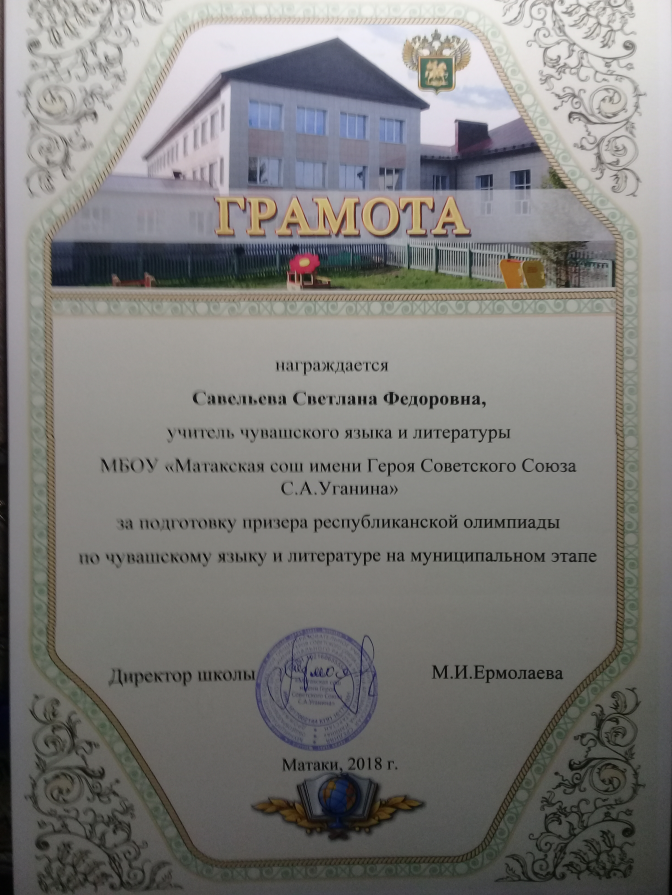 ГРАМОТА
награждается
Савельева Светлана Федоровна,
учитель чувашского языка и литературы
МБОУ «Матакская сош имени Героя Советского Союза
С.А.Уганина»
за подготовку призера республиканской олимпиады
по чувашскому языку и литературе на муниципальном этапе
Директор школы
М.И.Ермолаева
Матаки, 2018 г.